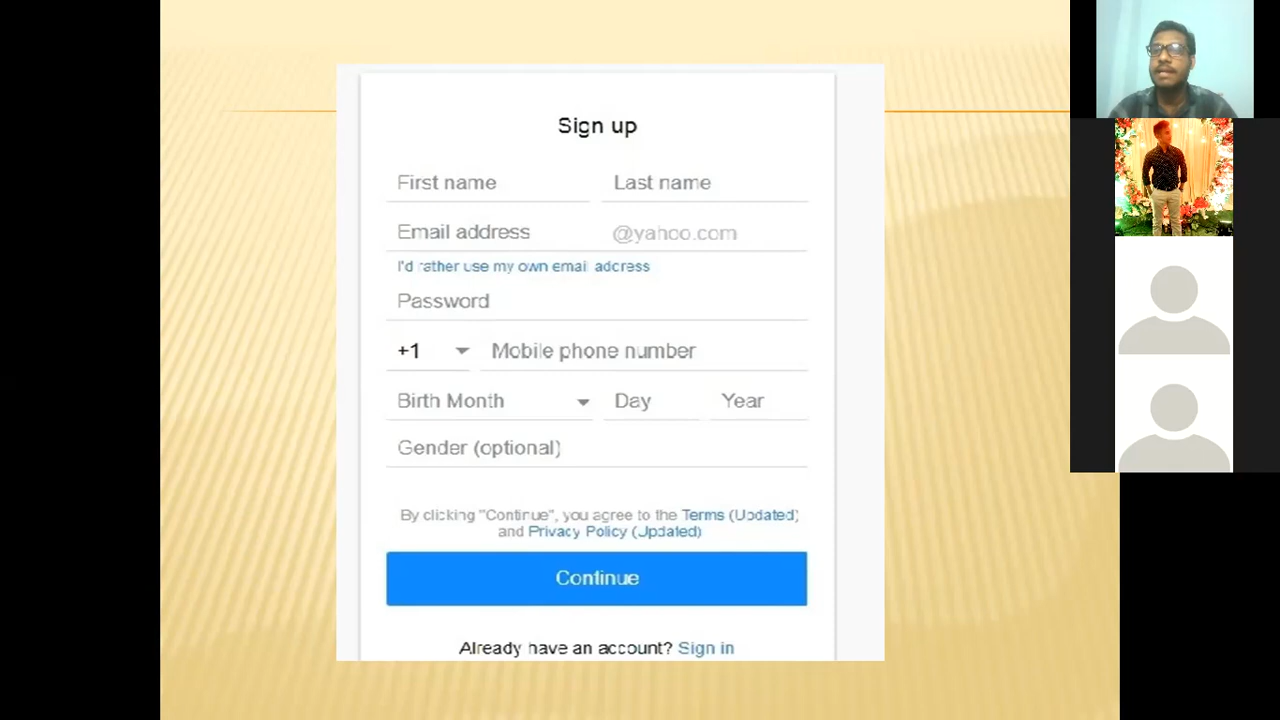 Sign up
First name Last name
Email address @yahoo.com
I'd rather use my own email address
Password
+1 Mobile phone number
Birth Month Day Year
Gender (optional)
By clicking "Continue", you agree to the Terms (Updated)
and Privacy Policy (Updated)
Continue
Already have an account? Sign in